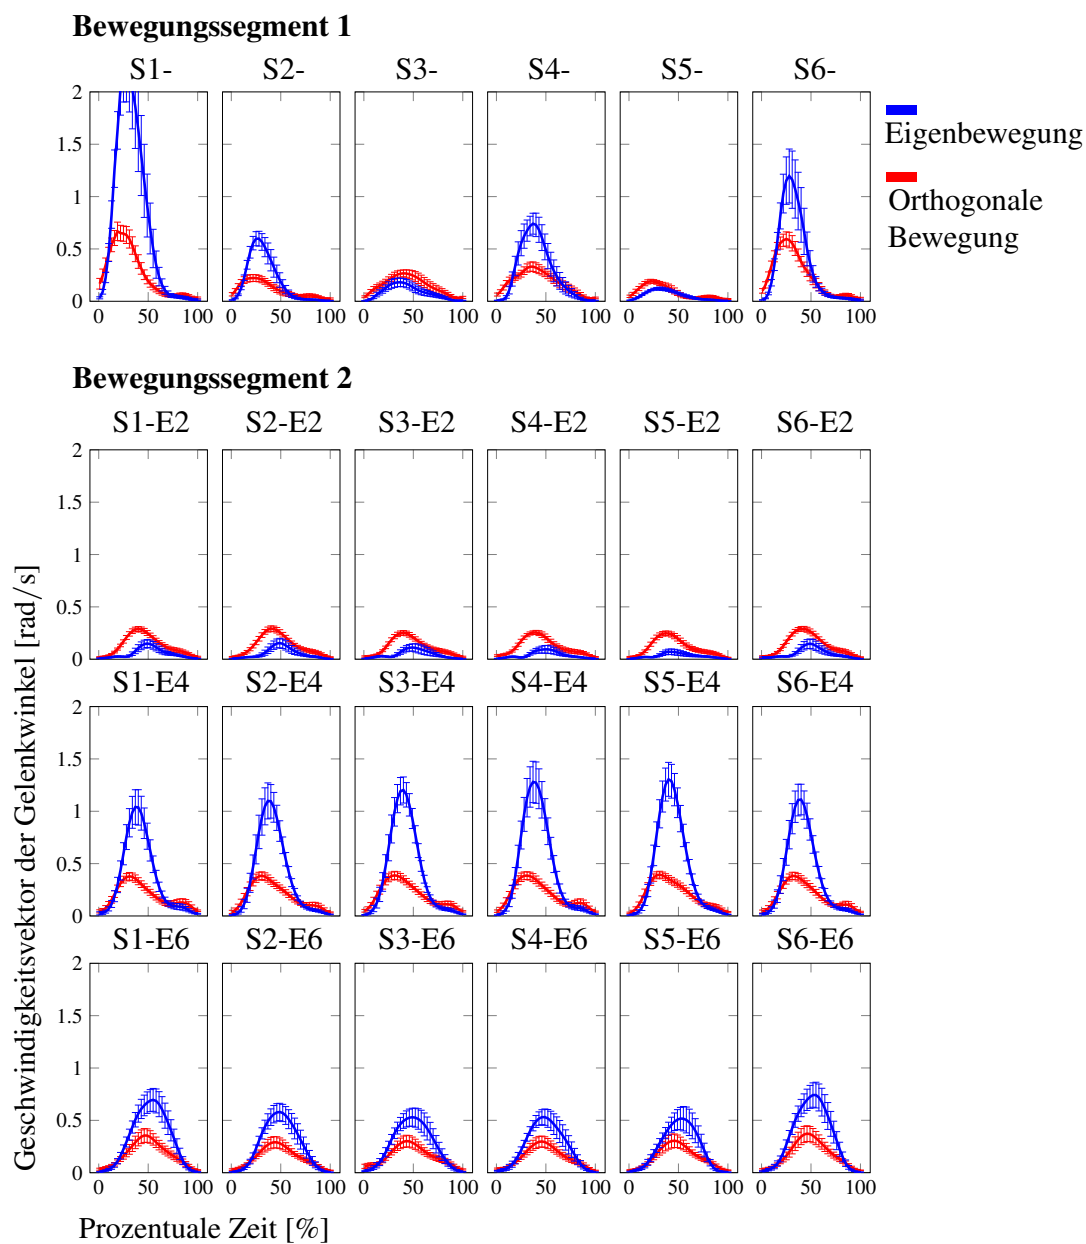 Bewegungssegment 1
S1- S2- S3- S4- S5- S6-
2
1.5
1
0.5
0
0 50 100 0 50 100 0 50 100 0 50 100 0 50 100 0 50 100
Eigenbewegung
Orthogonale
Bewegung
Bewegungssegment 2
Geschwindigkeitsvektor der Gelenkwinkel [rad/s]
S1-E2 S2-E2 S3-E2 S4-E2 S5-E2 S6-E2
2
1.5
1
0.5
0
S1-E4 S2-E4 S3-E4 S4-E4 S5-E4 S6-E4
2
1.5
1
0.5
0
S1-E6 S2-E6 S3-E6 S4-E6 S5-E6 S6-E6
2
1.5
1
0.5
0
0 50 100 0 50 100 0 50 100 0 50 100 0 50 100 0 50 100
Prozentuale Zeit [%]